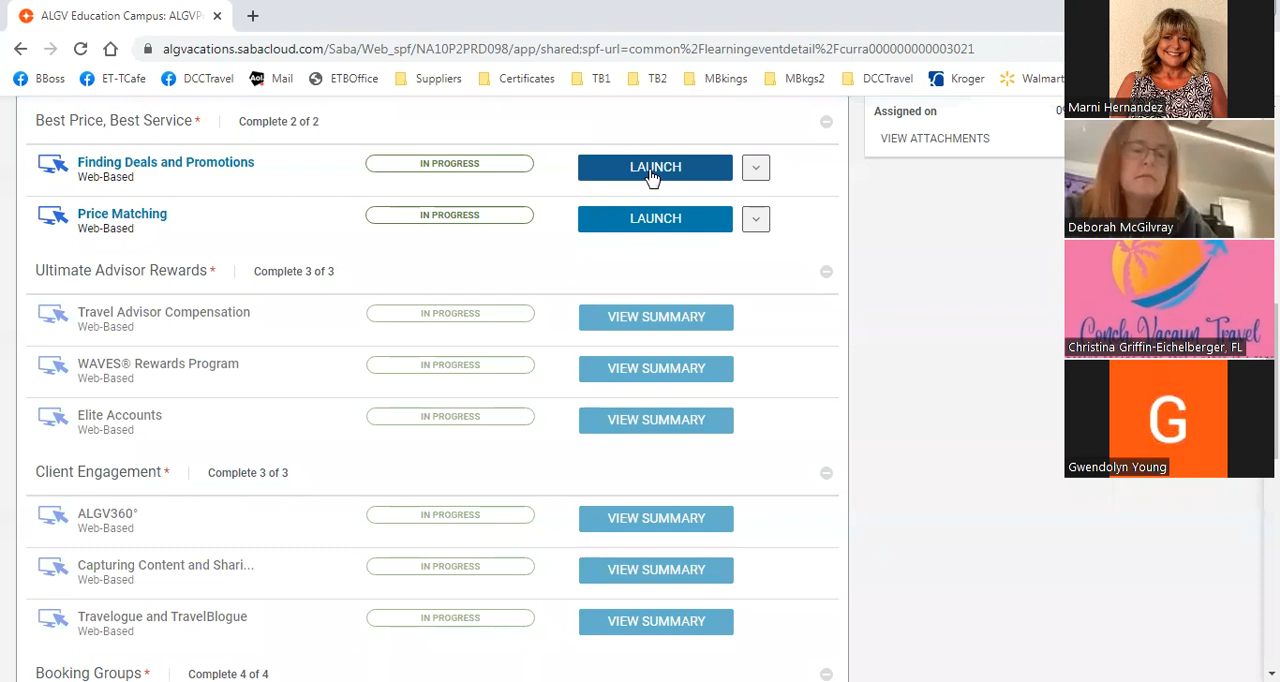 ALGV Education Campus: ALGVP
algvacations.sabacloud.com/Saba/Web_spf/NA10P2PRD098/app/shared;spf-url=common%2Flearningeventdetail%2Fcurra000000000003021
BBoss ET-TCafe DCCTravel Aol. Mail ETBOffice Suppliers Certificates TB1 TB2 MBkings MBkgs2 DCCTravel Kroger Walmart
Best Price, Best Service* Complete 2 of 2
Assigned on
VIEW ATTACHMENTS
Finding Deals and Promotions IN PROGRESS LAUNCH
Web-Based
Price Matching IN PROGRESS LAUNCH
Web-Based
Ultimate Advisor Rewards* Complete 3 of 3
Travel Advisor Compensation IN PROGRESS VIEW SUMMARY
Web-Based
WAVES® Rewards Program IN PROGRESS VIEW SUMMARY
Web-Based
Elite Accounts IN PROGRESS VIEW SUMMARY
Web-Based
Client Engagement* Complete 3 of 3
ALGV360° IN PROGRESS VIEW SUMMARY
Web-Based
Capturing Content and Shari... IN PROGRESS VIEW SUMMARY
Web-Based
Travelogue and TravelBlogue IN PROGRESS VIEW SUMMARY
Web-Based
Booking Groups* Complete 4 of 4
Marni Hernandez
Deborah McGilvray
Conch Vacayn Travel
Christina Griffin-Eichelberger, FL
G
Gwendolyn Young